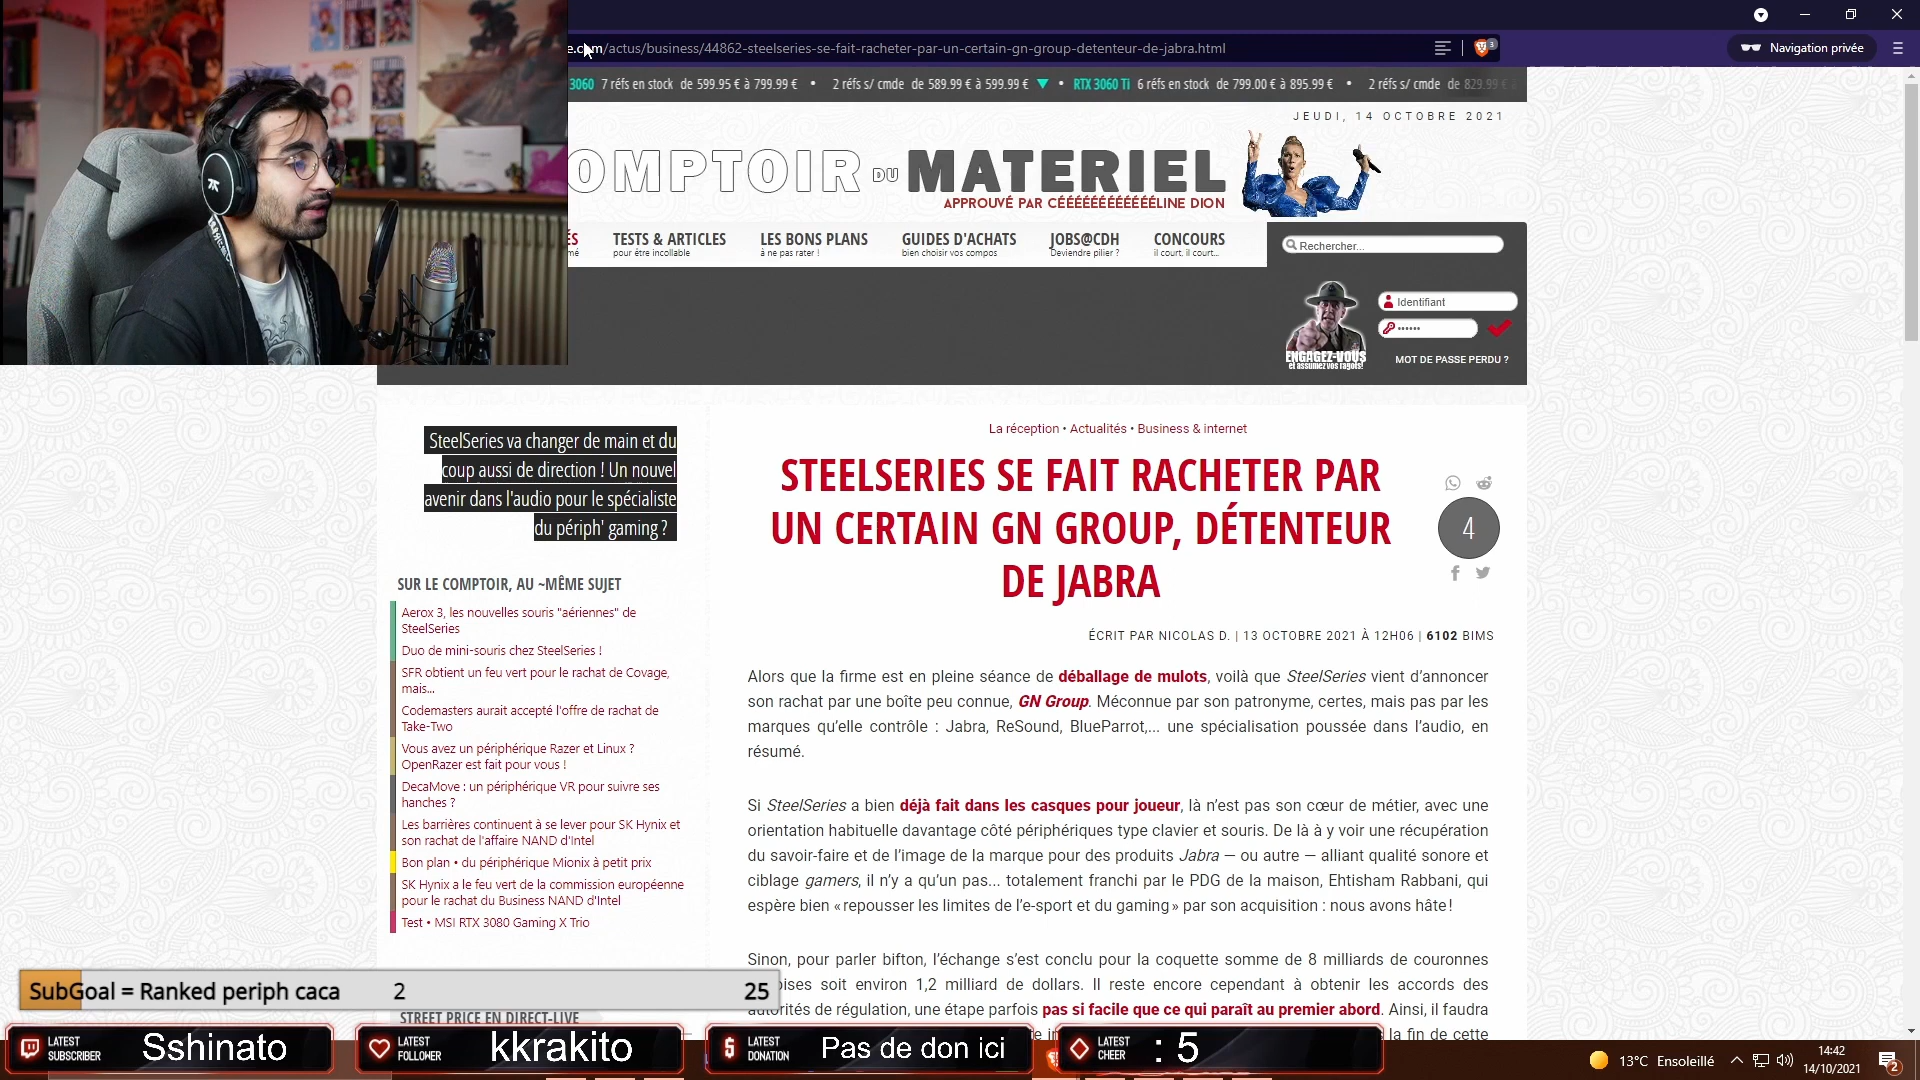 e.com/actus/business/44862-steelseries-se-fait-racheter-par-un-certain-gn-group-detenteur-de-jabra.html
3
Navigation privée
3060 7 réfs en stock de 599.95 € à 799.99 € • 2 réfs s/ cmde de 589.99 € à 599.99 € ▼ • RTX 3060 Ti 6 réfs en stock de 799.00 € à 895.99 € • 2 réfs s/ cmde de 829.99 €
JEUDI, 14 OCTOBRE 2021
OMPTOIR DU MATERIEL
APPROUVÉ PAR CÉÉÉÉÉÉÉÉÉÉÉÉLINE DION
ÉS
mé
TESTS & ARTICLES
pour être incollable
LES BONS PLANS
à ne pas rater !
GUIDES D'ACHATS
bien choisir vos compos
JOBS@CDH
Devenir pilier ?
CONCOURS
il court, il court...
Rechercher...
Identifiant
••••••
ENGAGEZ-VOUS
et assumez vos ragots!
MOT DE PASSE PERDU ?
SteelSeries va changer de main et du
coup aussi de direction ! Un nouvel
avenir dans l'audio pour le spécialiste
du périph' gaming ?
SUR LE COMPTOIR, AU ~MÊME SUJET
Aerox 3, les nouvelles souris "aériennes" de
SteelSeries
Duo de mini-souris chez SteelSeries !
SFR obtient un feu vert pour le rachat de Covage,
mais...
Codemasters aurait accepté l'offre de rachat de
Take-Two
Vous avez un périphérique Razer et Linux ?
OpenRazer est fait pour vous !
DecaMove : un périphérique VR pour suivre ses
hanches ?
Les barrières continuent à se lever pour SK Hynix et
son rachat de l'affaire NAND d'Intel
Bon plan • du périphérique Mionix à petit prix
SK Hynix a le feu vert de la commission européenne
pour le rachat du Business NAND d'Intel
Test • MSI RTX 3080 Gaming X Trio
STREET PRICE EN DIRECT-LIVE
La réception • Actualités • Business & internet
STEELSERIES SE FAIT RACHETER PAR
UN CERTAIN GN GROUP, DÉTENTEUR
DE JABRA
4
ÉCRIT PAR NICOLAS D. | 13 OCTOBRE 2021 À 12H06 | 6102 BIMS
Alors que la firme est en pleine séance de déballage de mulots, voilà que SteelSeries vient d'annoncer
son rachat par une boîte peu connue, GN Group. Méconnue par son patronyme, certes, mais pas par les
marques qu'elle contrôle : Jabra, ReSound, BlueParrot,... une spécialisation poussée dans l'audio, en
résumé.
Si SteelSeries a bien déjà fait dans les casques pour joueur, là n'est pas son cœur de métier, avec une
orientation habituelle davantage côté périphériques type clavier et souris. De là à y voir une récupération
du savoir-faire et de l'image de la marque pour des produits Jabra — ou autre — alliant qualité sonore et
ciblage gamers, il n'y a qu'un pas... totalement franchi par le PDG de la maison, Ehtisham Rabbani, qui
espère bien « repousser les limites de l'e-sport et du gaming » par son acquisition : nous avons hâte !
Sinon, pour parler bifton, l'échange s'est conclu pour la coquette somme de 8 milliards de couronnes
oises soit environ 1,2 milliard de dollars. Il reste encore cependant à obtenir les accords des
autorités de régulation, une étape parfois pas si facile que ce qui paraît au premier abord. Ainsi, il faudra
la fin de cette
SubGoal = Ranked periph caca 2 25
LATEST SUBSCRIBER Sshinato
LATEST FOLLOWER kkrakito
LATEST DONATION Pas de don ici
LATEST CHEER : 5
13°C Ensoleillé
14:42
14/10/2021
2